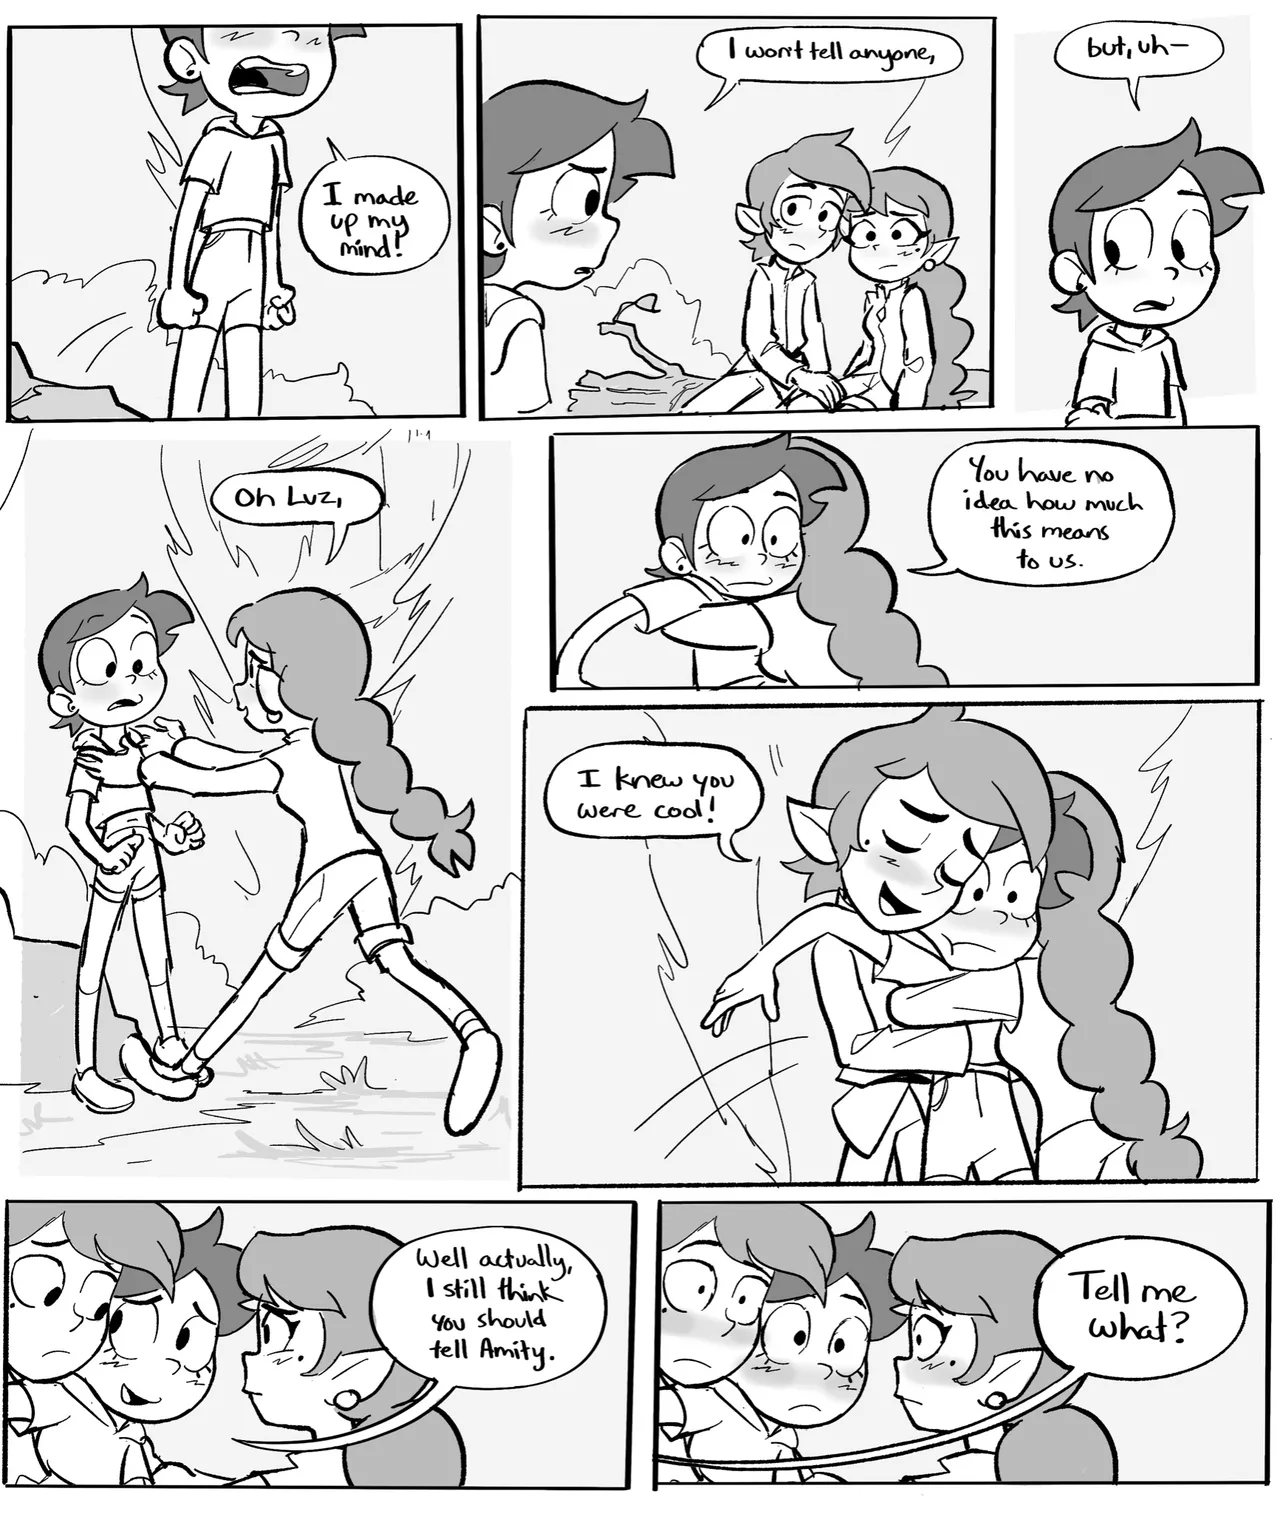 I made
up my
mind!
I won't tell anyone,
but, uh—
Oh Luz,
You have no
idea how much
this means
to us.
I knew you
were cool!
Well actually,
I still think
you should
tell Amity.
Tell me
what?